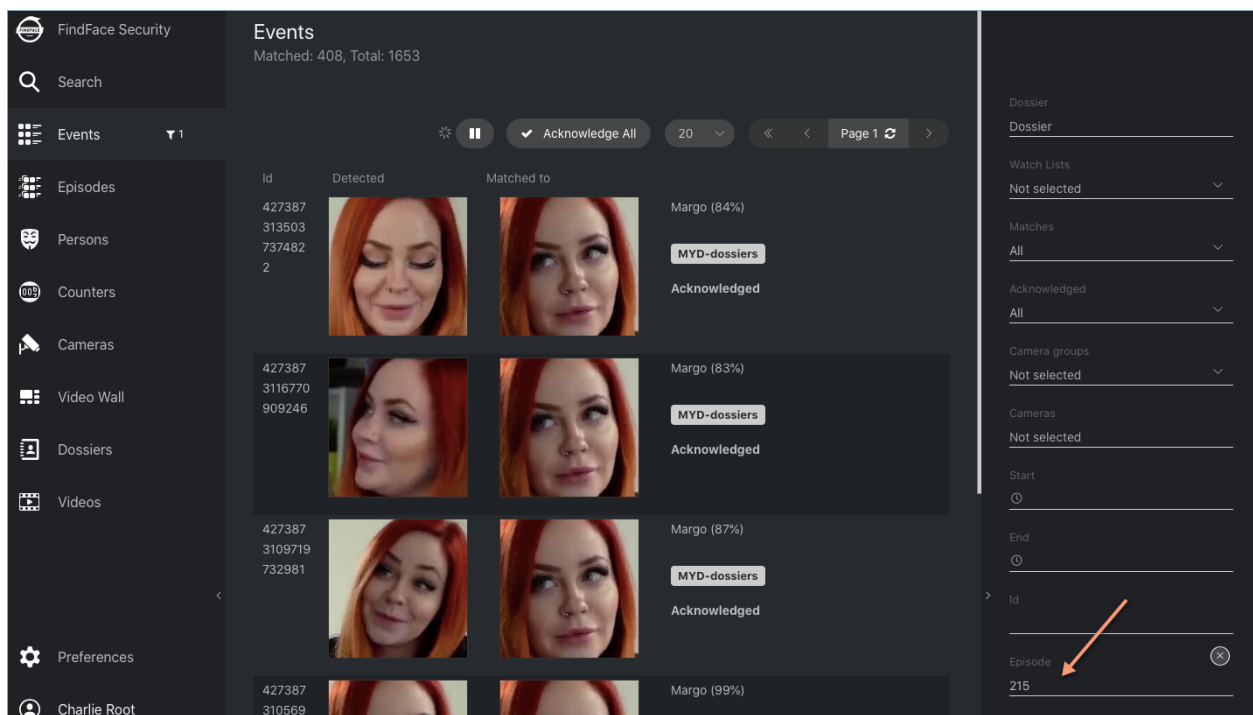 FindFace Security
Search
Events 1
Episodes
Persons
Counters
Cameras
Video Wall
Dossiers
Videos
Preferences
Charlie Root
Events
Matched: 408, Total: 1653
Acknowledge All 20 Page 1
Id Detected Matched to
427387
313503
737482
2
Margo (84%)
MYD-dossiers
Acknowledged
427387
3116770
909246
Margo (83%)
MYD-dossiers
Acknowledged
427387
3109719
732981
Margo (87%)
MYD-dossiers
Acknowledged
427387
310569
Margo (99%)
Dossier
Dossier
Watch Lists
Not selected
Matches
All
Acknowledged
All
Camera groups
Not selected
Cameras
Not selected
Start
End
Id
Episode
215